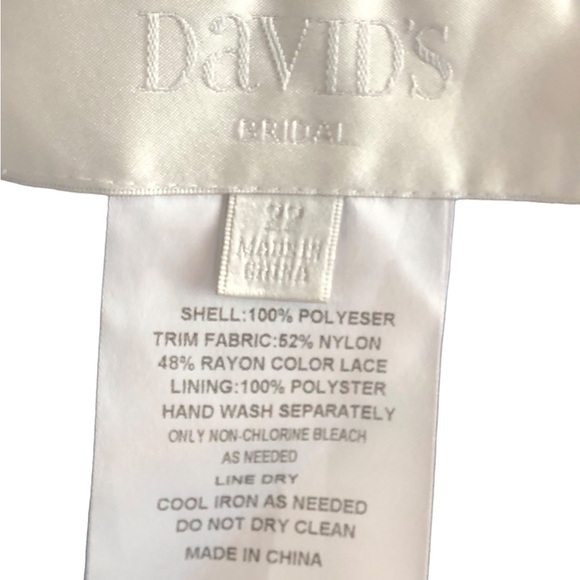 DAVID'S
BRIDAL
22
MADE IN
CHINA
SHELL:100% POLYESER
TRIM FABRIC:52% NYLON
48% RAYON COLOR LACE
LINING:100% POLYSTER
HAND WASH SEPARATELY
ONLY NON-CHLORINE BLEACH
AS NEEDED
LINE DRY
COOL IRON AS NEEDED
DO NOT DRY CLEAN
MADE IN CHINA